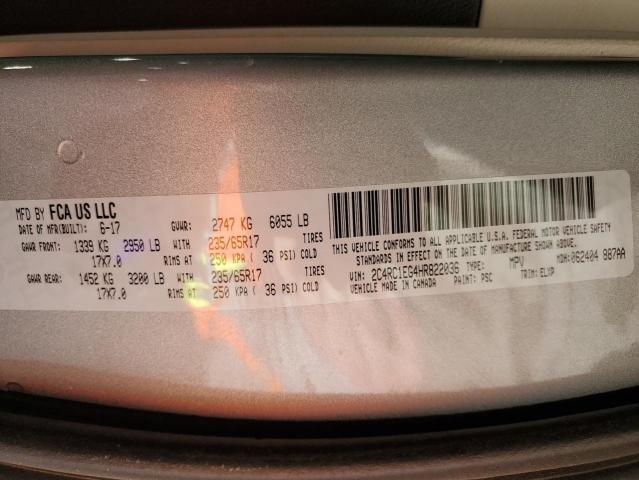 MFD BY FCA US LLC
DATE OF MFR(BUILT): 6-17 GVWR: 2747 KG 6055 LB
GAWR FRONT: 1339 KG 2950 LB WITH 235/65R17 TIRES
17X7.0 RIMS AT 250 KPA ( 36 PSI) COLD
GAWR REAR: 1452 KG 3200 LB WITH 235/65R17 TIRES
17X7.0 RIMS AT 250 KPA ( 36 PSI) COLD
THIS VEHICLE CONFORMS TO ALL APPLICABLE U.S.A. FEDERAL MOTOR VEHICLE SAFETY
STANDARDS IN EFFECT ON THE DATE OF MANUFACTURE SHOWN ABOVE.
VIN: 2C4RC1EG4HR822036 TYPE: MPV MDH: 062404 987AA
VEHICLE MADE IN CANADA PAINT: PSC TRIM: ELXP